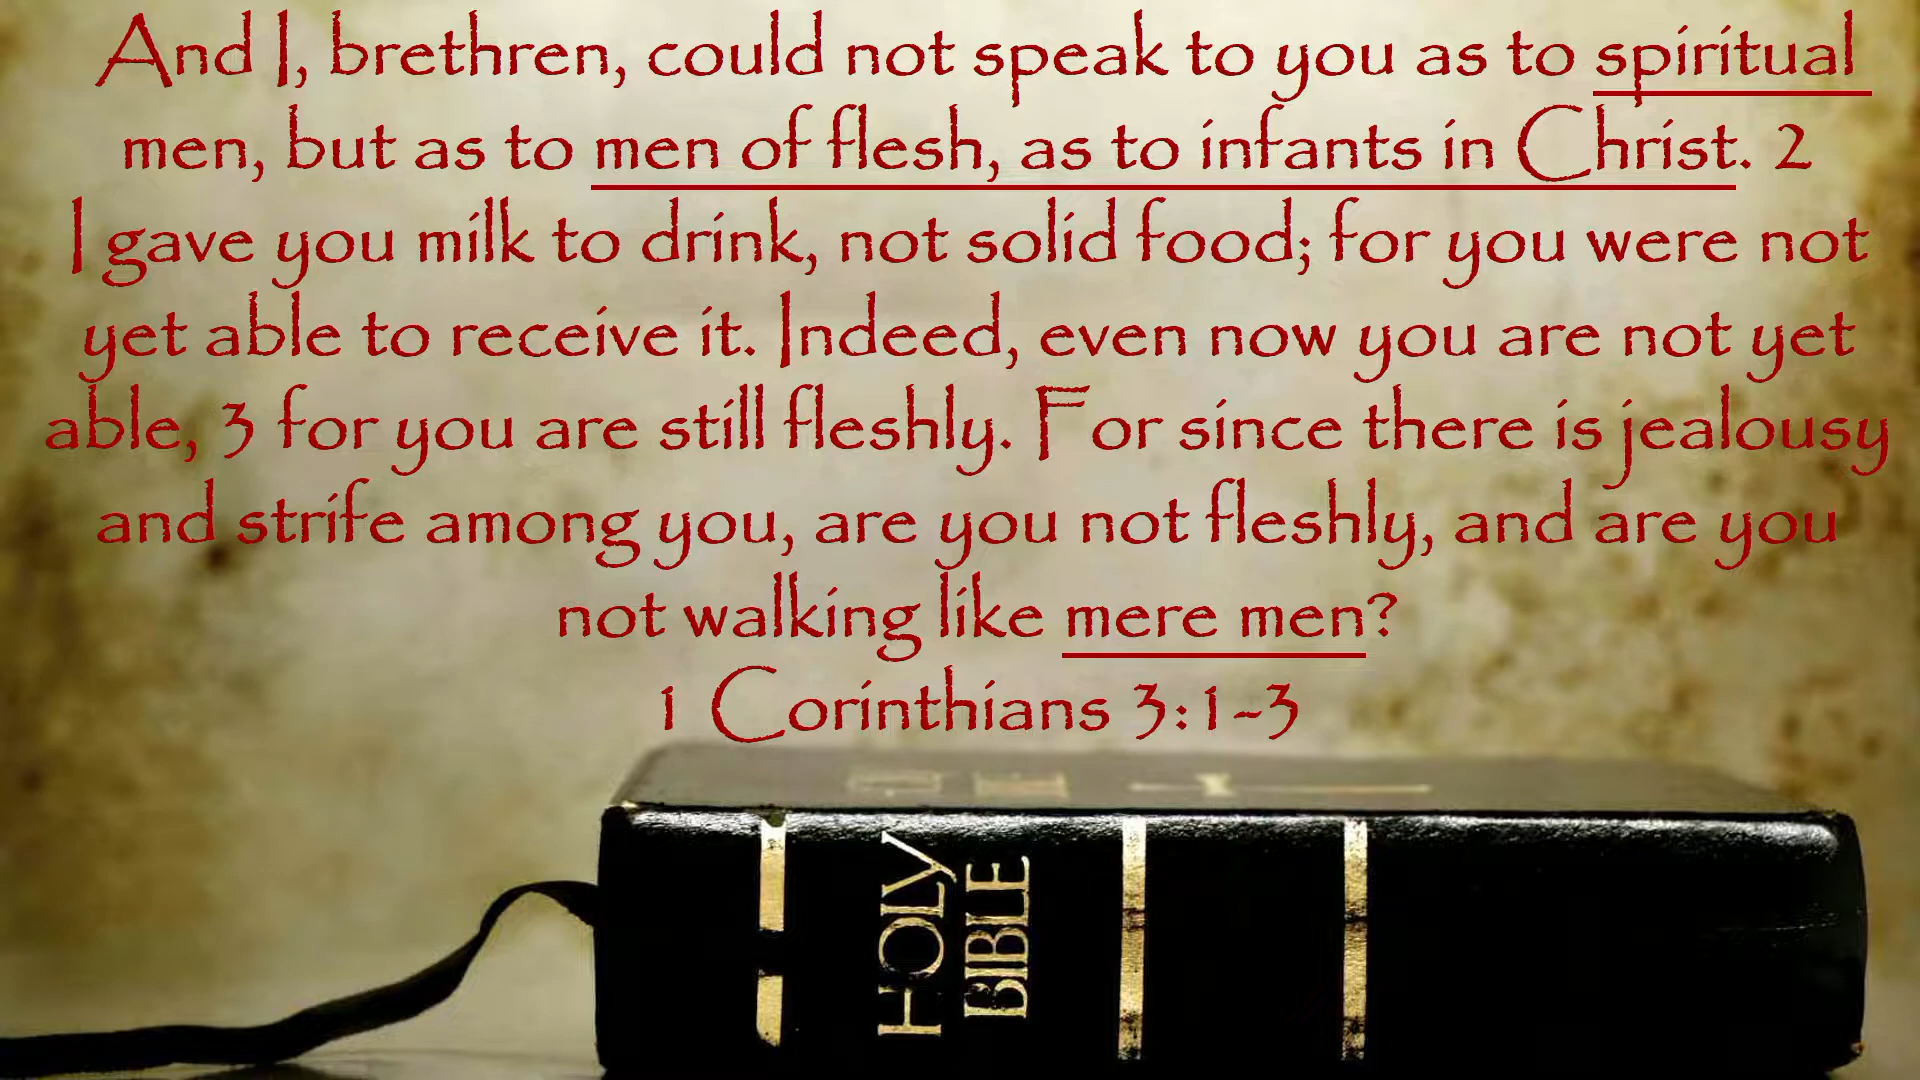 And I, brethren, could not speak to you as to spiritual
men, but as to men of flesh, as to infants in Christ. 2
I gave you milk to drink, not solid food; for you were not
yet able to receive it. Indeed, even now you are not yet
able, 3 for you are still fleshly. For since there is jealousy
and strife among you, are you not fleshly, and are you
not walking like mere men?
1 Corinthians 3:1-3
HOLY
BIBLE